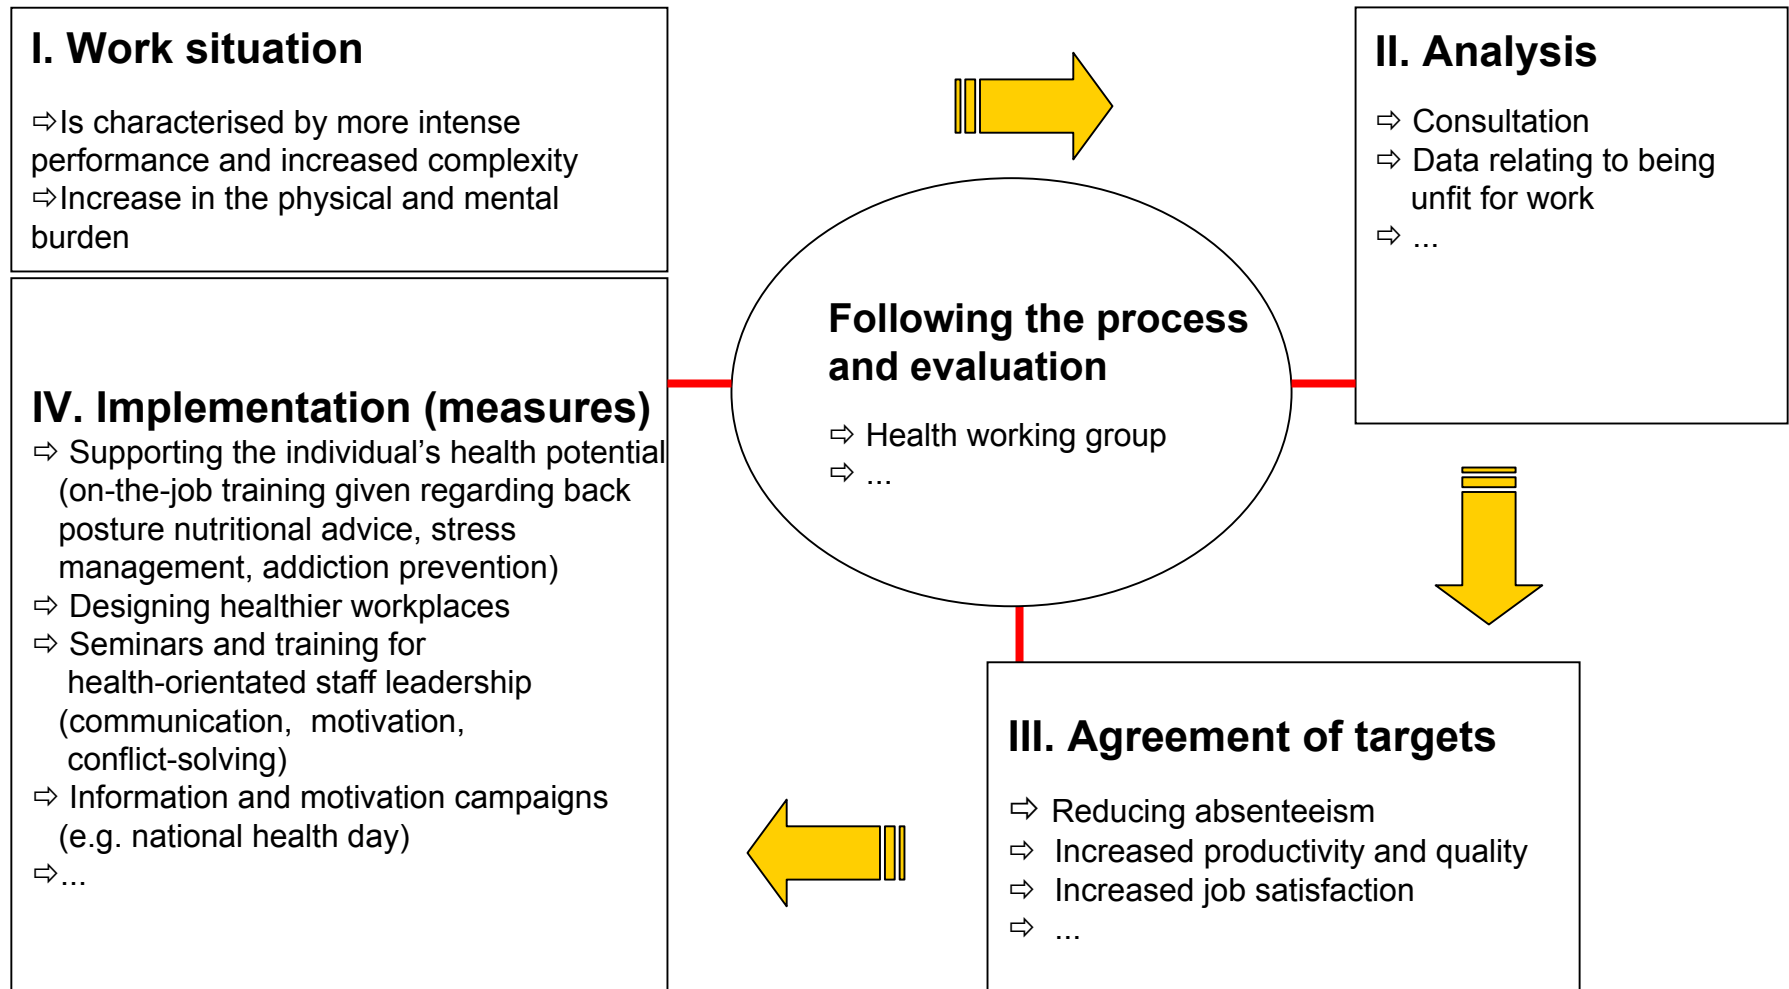 I. Work situation
⇨Is characterised by more intense
performance and increased complexity
⇨Increase in the physical and mental
burden
II. Analysis
⇨ Consultation
⇨ Data relating to being
unfit for work
⇨ ...
Following the process
and evaluation
⇨ Health working group
⇨ ...
III. Agreement of targets
⇨ Reducing absenteeism
⇨ Increased productivity and quality
⇨ Increased job satisfaction
⇨ ...
IV. Implementation (measures)
⇨ Supporting the individual’s health potential
(on-the-job training given regarding back
posture nutritional advice, stress
management, addiction prevention)
⇨ Designing healthier workplaces
⇨ Seminars and training for
health-orientated staff leadership
(communication, motivation,
conflict-solving)
⇨ Information and motivation campaigns
(e.g. national health day)
⇨...